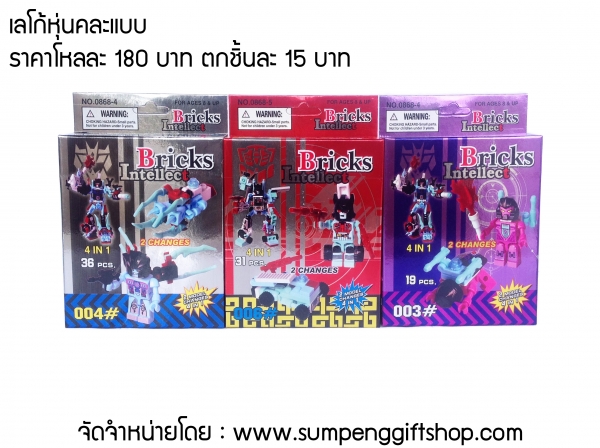 เลโก้หุ่นคละแบบ
ราคาโหลละ 180 บาท ตกชิ้นละ 15 บาท
NO.0868-4
FOR AGES 5 & UP
WARNING:
CHOKING HAZARD-Small parts
Not for children under 3 years.
Bricks
Intellect
4 IN 1
2 CHANGES
36 PCS.
004#
FOR AGES 5 & UP
WARNING:
CHOKING HAZARD-Small parts
Not for children under 3 years.
Bricks
Intellect
4 IN 1
31 PCS.
2 CHANGES
006#
NO.0868-4
FOR AGES 5 & UP
WARNING:
CHOKING HAZARD-Small parts
Not for children under 3 years.
Bricks
Intellect
4 IN 1
2 CHANGES
19 PCS.
003#
จัดจำหน่ายโดย : www.sumpenggiftshop.com